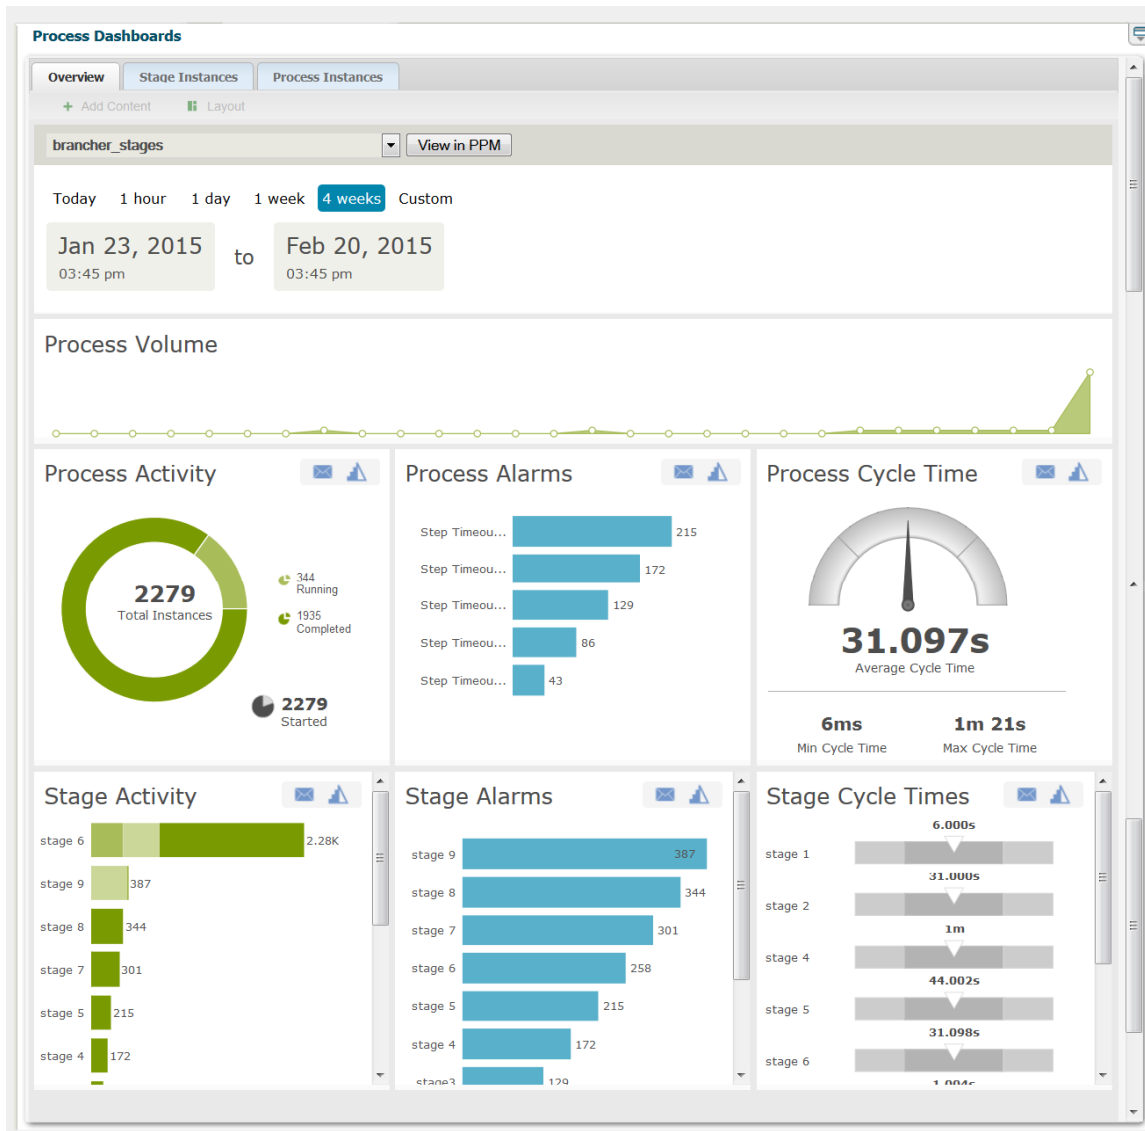 Process Dashboards
Overview Stage Instances Process Instances
+ Add Content Layout
brancher_stages View in PPM
Today 1 hour 1 day 1 week 4 weeks Custom
Jan 23, 2015 to Feb 20, 2015
03:45 pm 03:45 pm
Process Volume
Process Activity
2279
Total Instances
344
Running
1935
Completed
2279
Started
Process Alarms
Step Timeou... 215
Step Timeou... 172
Step Timeou... 129
Step Timeou... 86
Step Timeou... 43
Process Cycle Time
31.097s
Average Cycle Time
6ms 1m 21s
Min Cycle Time Max Cycle Time
Stage Activity
stage 6 2.28K
stage 9 387
stage 8 344
stage 7 301
stage 5 215
stage 4 172
Stage Alarms
stage 9 387
stage 8 344
stage 7 301
stage 6 258
stage 5 215
stage 4 172
stage3 129
Stage Cycle Times
6.000s
stage 1
31.000s
stage 2
1m
stage 4
44.002s
stage 5
31.098s
stage 6
1.004s